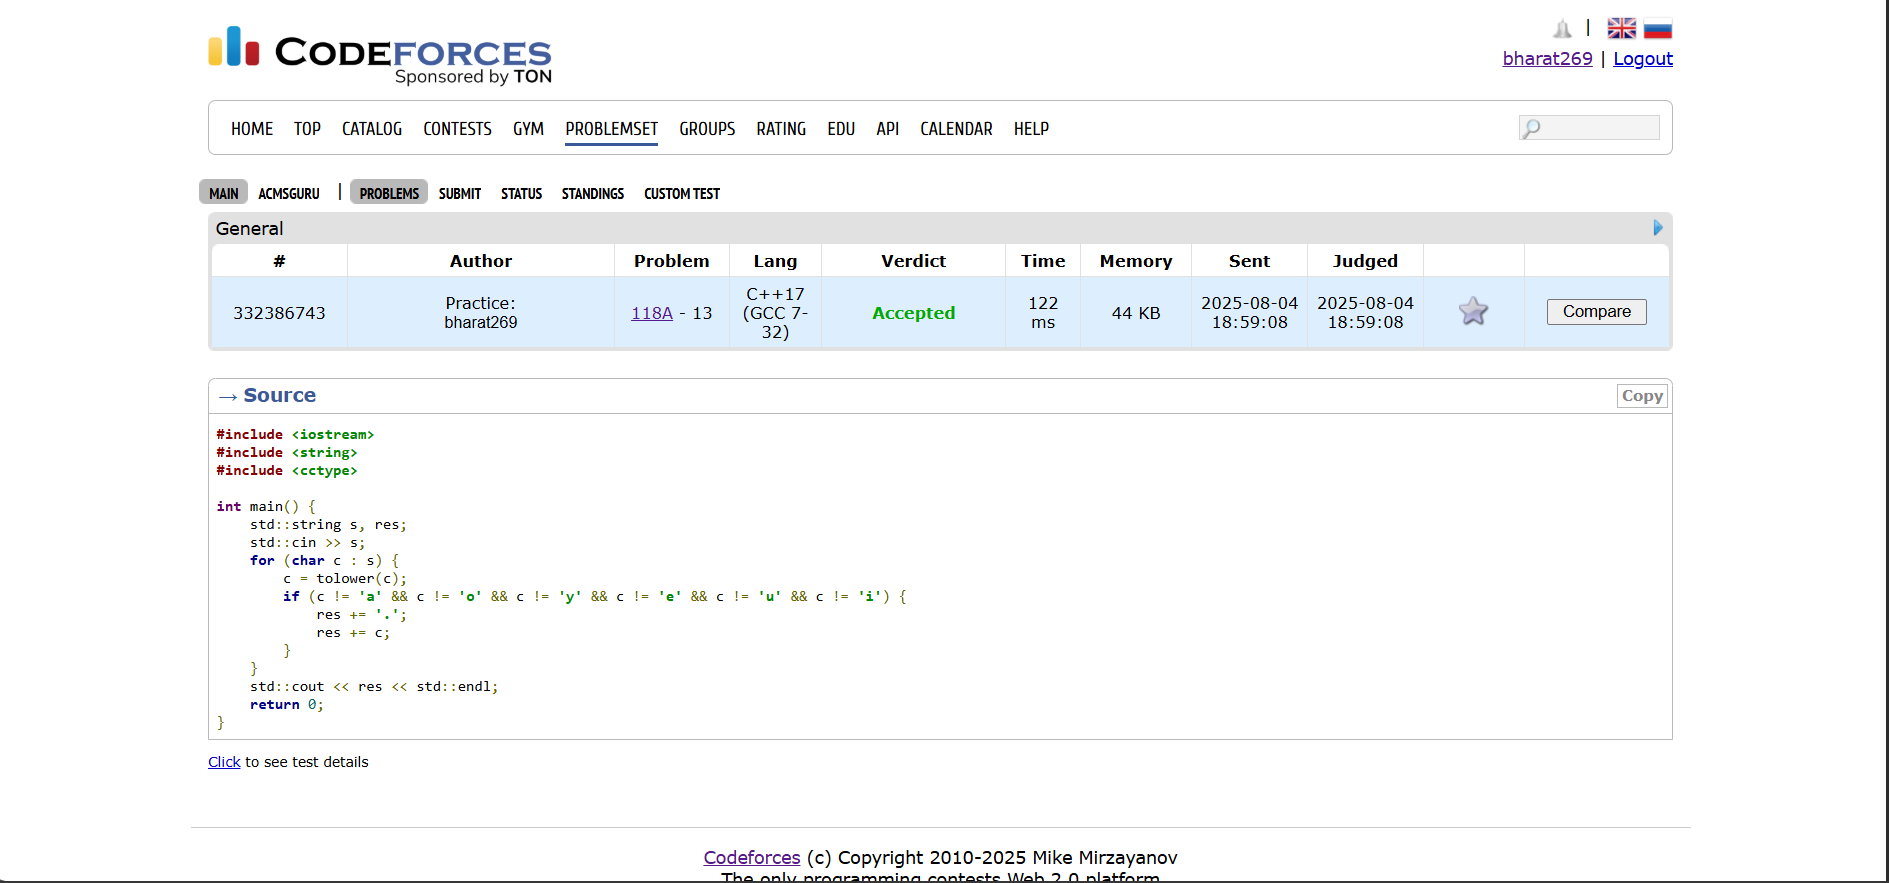 CODEFORCES
Sponsored by TON
|
bharat269 | Logout
HOME TOP CATALOG CONTESTS GYM PROBLEMSET GROUPS RATING EDU API CALENDAR HELP
MAIN ACMSGURU | PROBLEMS SUBMIT STATUS STANDINGS CUSTOM TEST
General
# Author Problem Lang Verdict Time Memory Sent Judged
332386743 Practice: bharat269 118A - 13 C++17 (GCC 7-32) Accepted 122 ms 44 KB 2025-08-04 18:59:08 2025-08-04 18:59:08 Compare
→ Source Copy
#include <iostream>
#include <string>
#include <cctype>
int main() {
    std::string s, res;
    std::cin >> s;
    for (char c : s) {
        c = tolower(c);
        if (c != 'a' && c != 'o' && c != 'y' && c != 'e' && c != 'u' && c != 'i') {
            res += '.';
            res += c;
        }
    }
    std::cout << res << std::endl;
    return 0;
}
Click to see test details
Codeforces (c) Copyright 2010-2025 Mike Mirzayanov
The only programming contests Web 2.0 platform